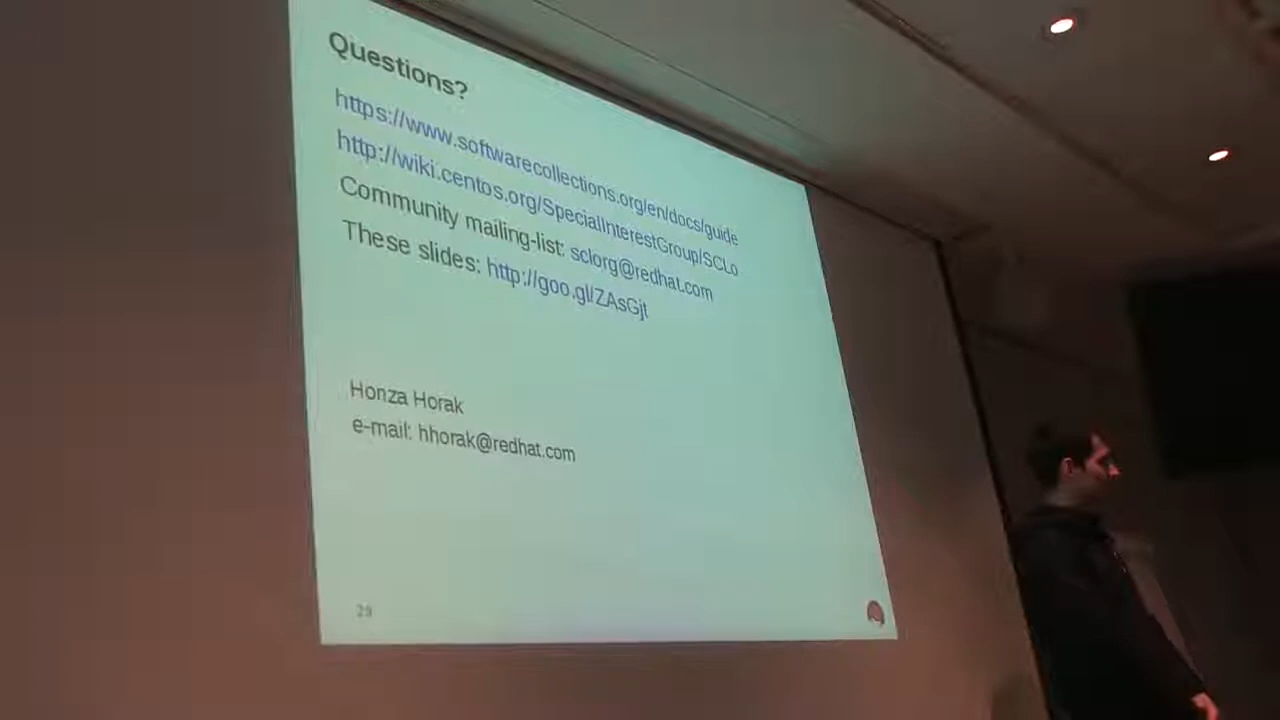 Questions?
https://www.softwarecollections.org/en/docs/guide
http://wiki.centos.org/SpecialInterestGroup/SCLo
Community mailing-list: sclorg@redhat.com
These slides: http://goo.gl/ZAsGjt
Honza Horak
e-mail: hhorak@redhat.com
29